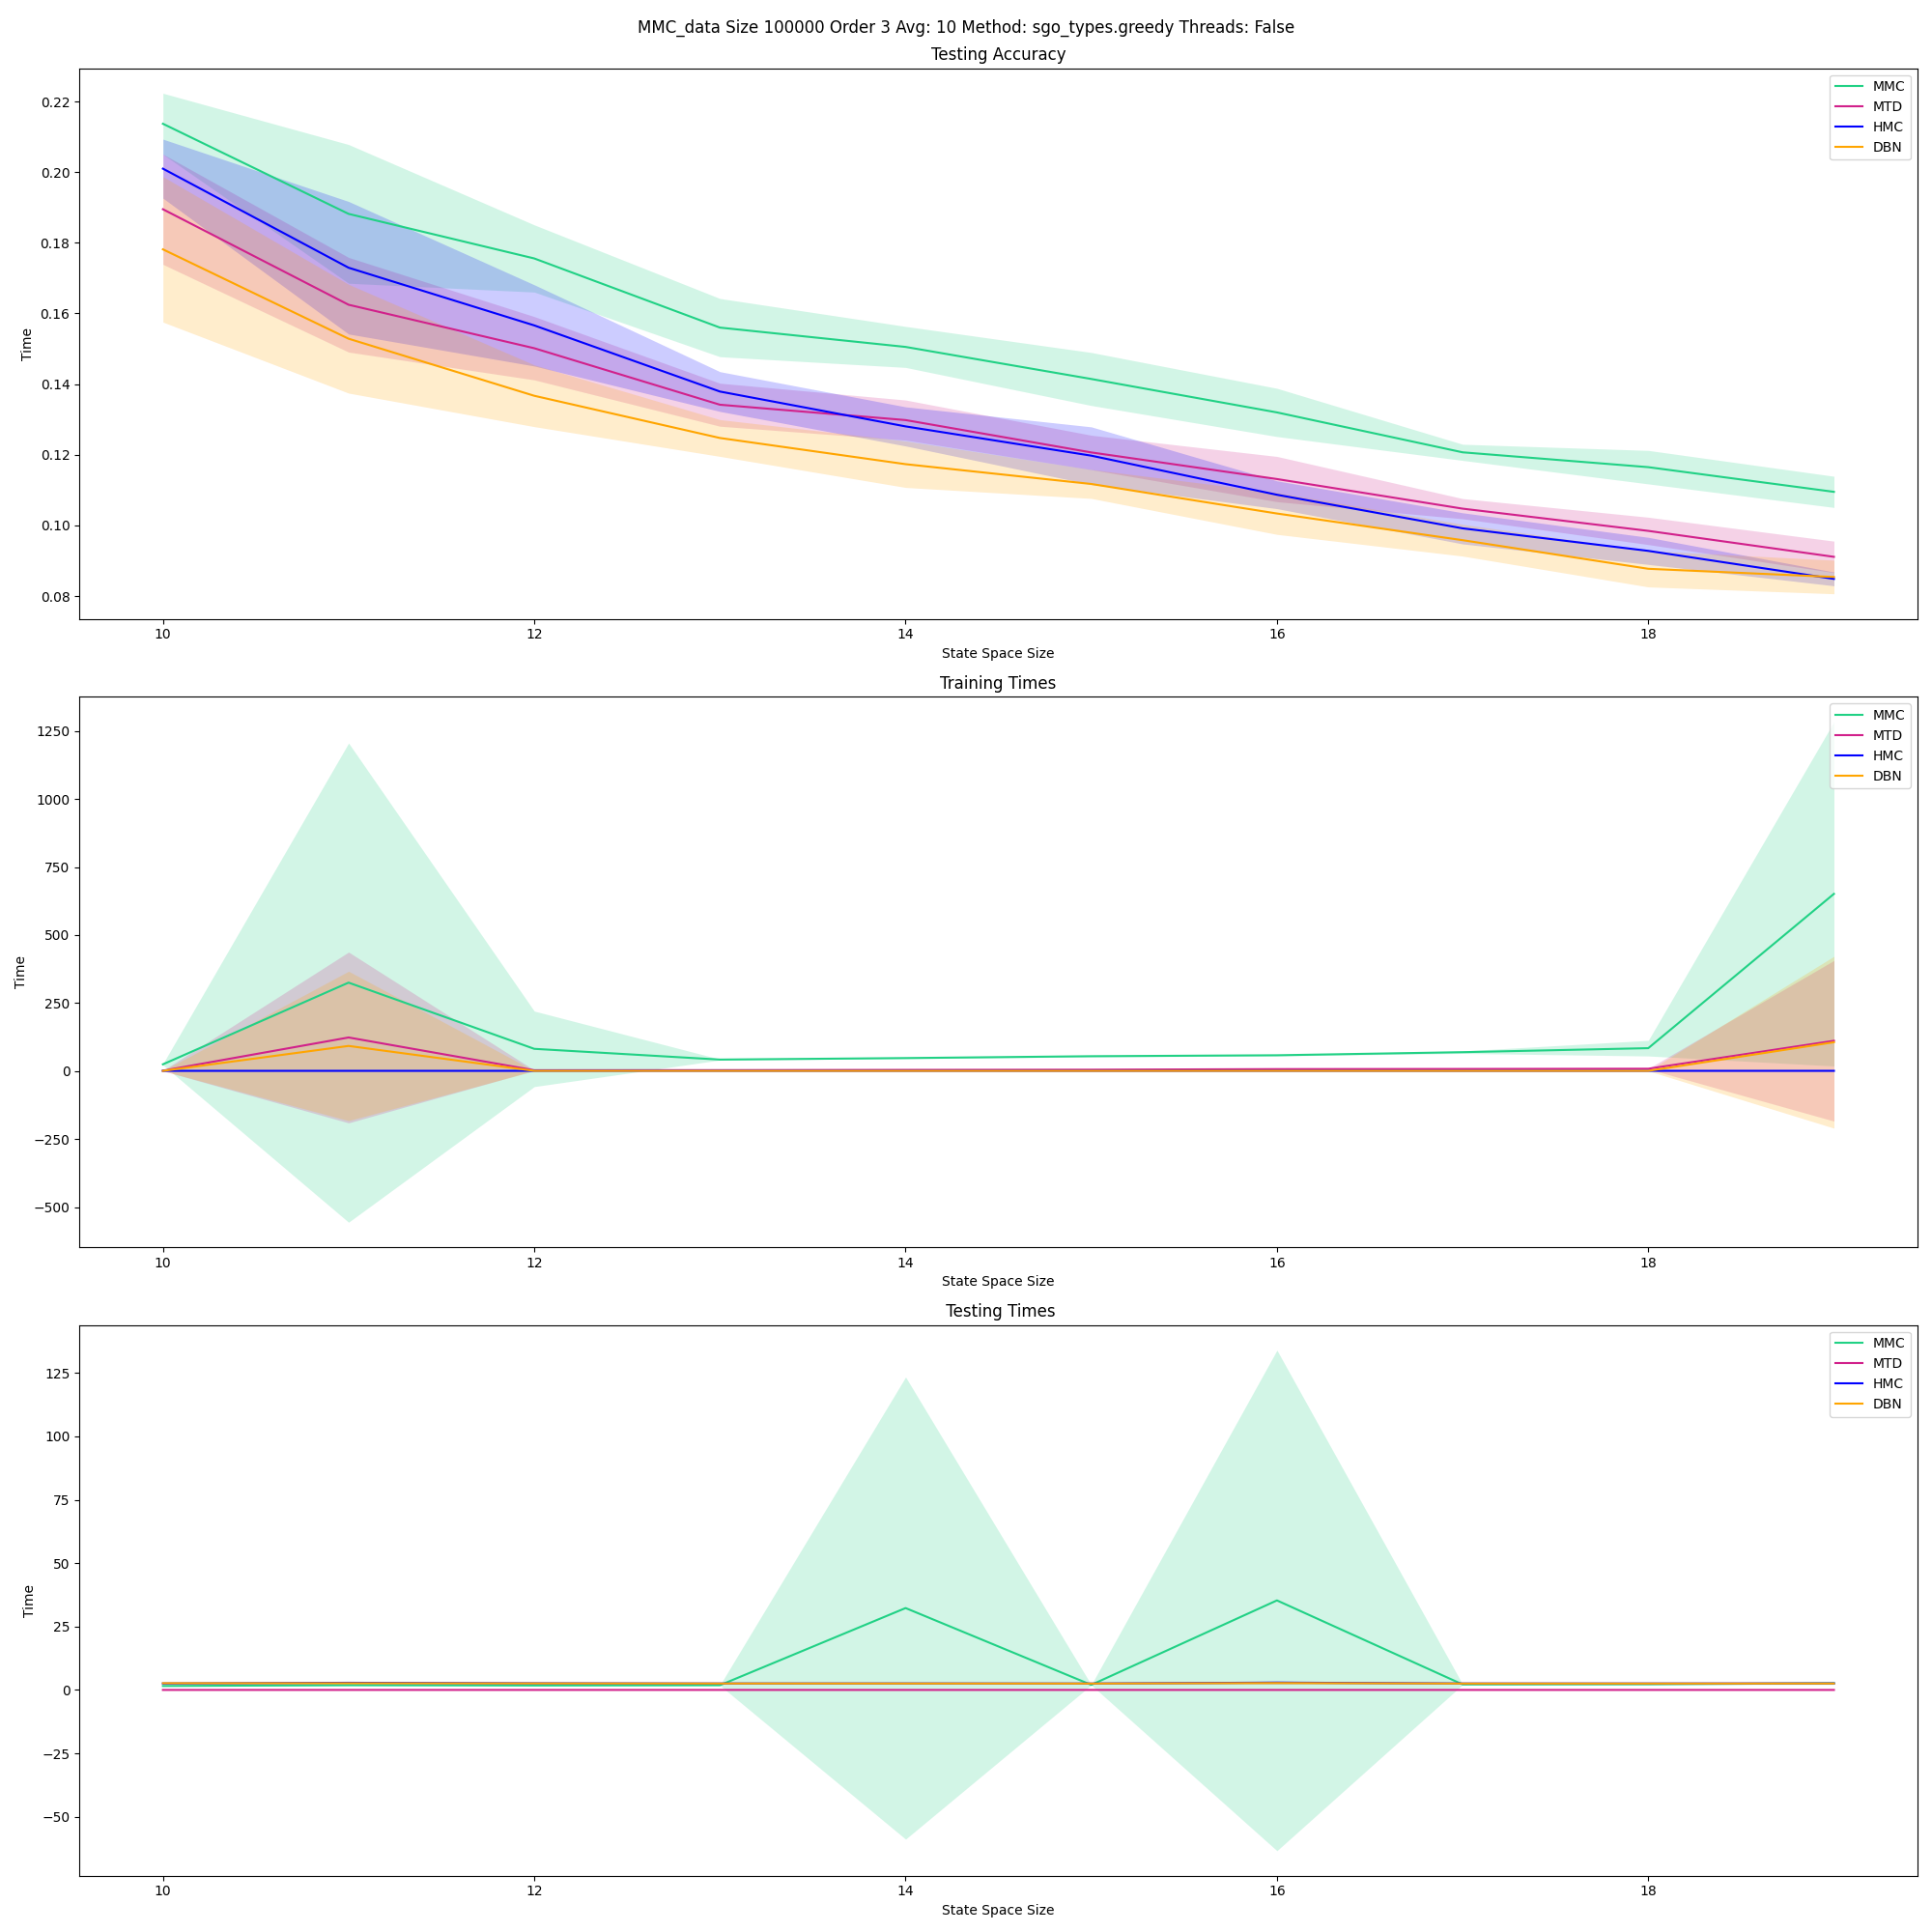 MMC_data Size 100000 Order 3 Avg: 10 Method: sgo_types.greedy Threads: False
Testing Accuracy
MMC
MTD
HMC
DBN
0.22
0.20
0.18
0.16
0.14
0.12
0.10
0.08
Time
10 12 14 16 18
State Space Size
Training Times
MMC
MTD
HMC
DBN
1250
1000
750
500
250
0
−250
−500
Time
10 12 14 16 18
State Space Size
Testing Times
MMC
MTD
HMC
DBN
125
100
75
50
25
0
−25
−50
Time
10 12 14 16 18
State Space Size